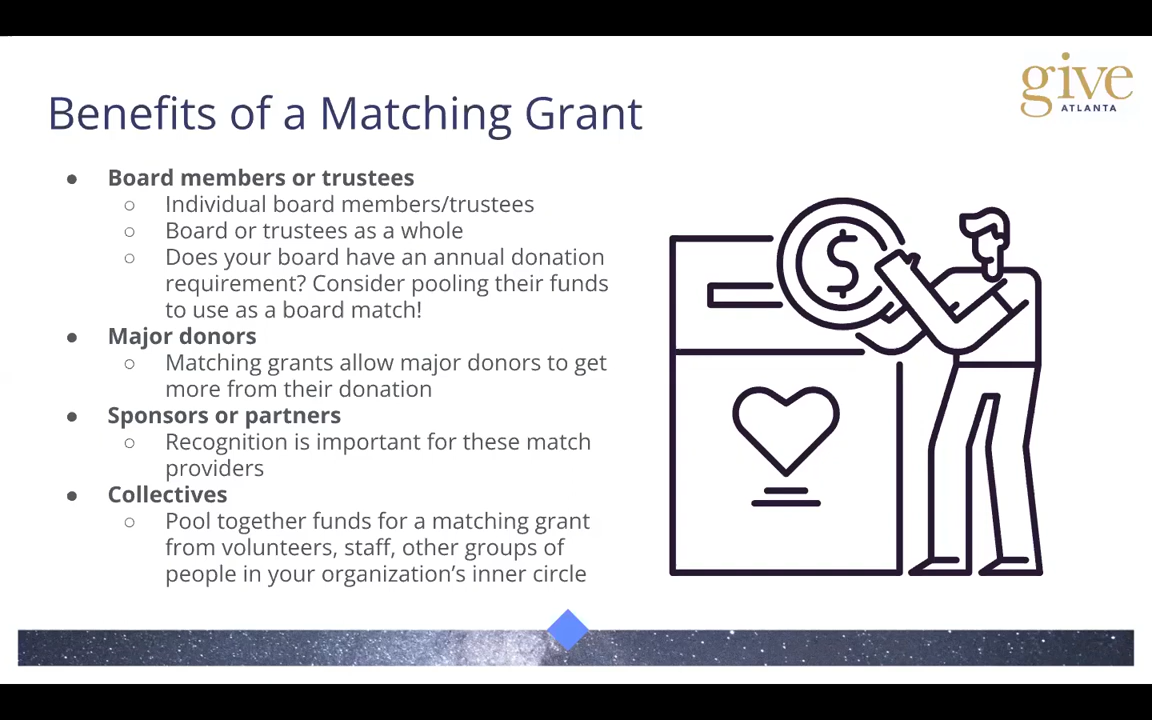 give
ATLANTA
Benefits of a Matching Grant
● Board members or trustees
○ Individual board members/trustees
○ Board or trustees as a whole
○ Does your board have an annual donation
requirement? Consider pooling their funds
to use as a board match!
● Major donors
○ Matching grants allow major donors to get
more from their donation
● Sponsors or partners
○ Recognition is important for these match
providers
● Collectives
○ Pool together funds for a matching grant
from volunteers, staff, other groups of
people in your organization’s inner circle
$